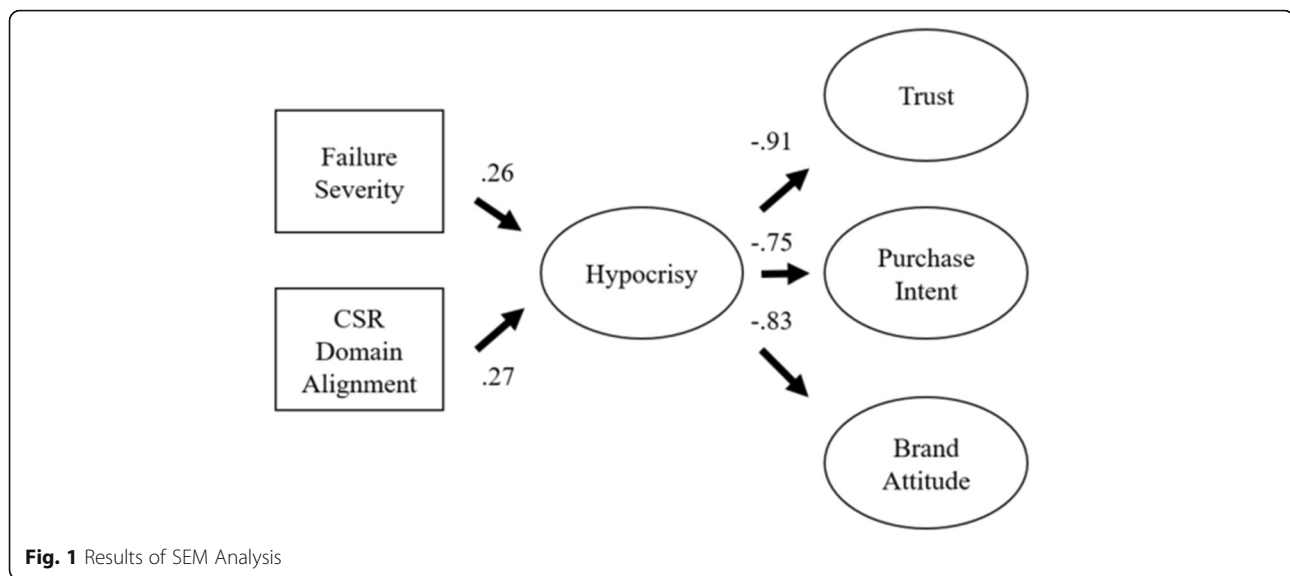 Failure
Severity
.26
CSR
Domain
Alignment
.27
Hypocrisy
-.91
-.75
-.83
Trust
Purchase
Intent
Brand
Attitude
Fig. 1 Results of SEM Analysis